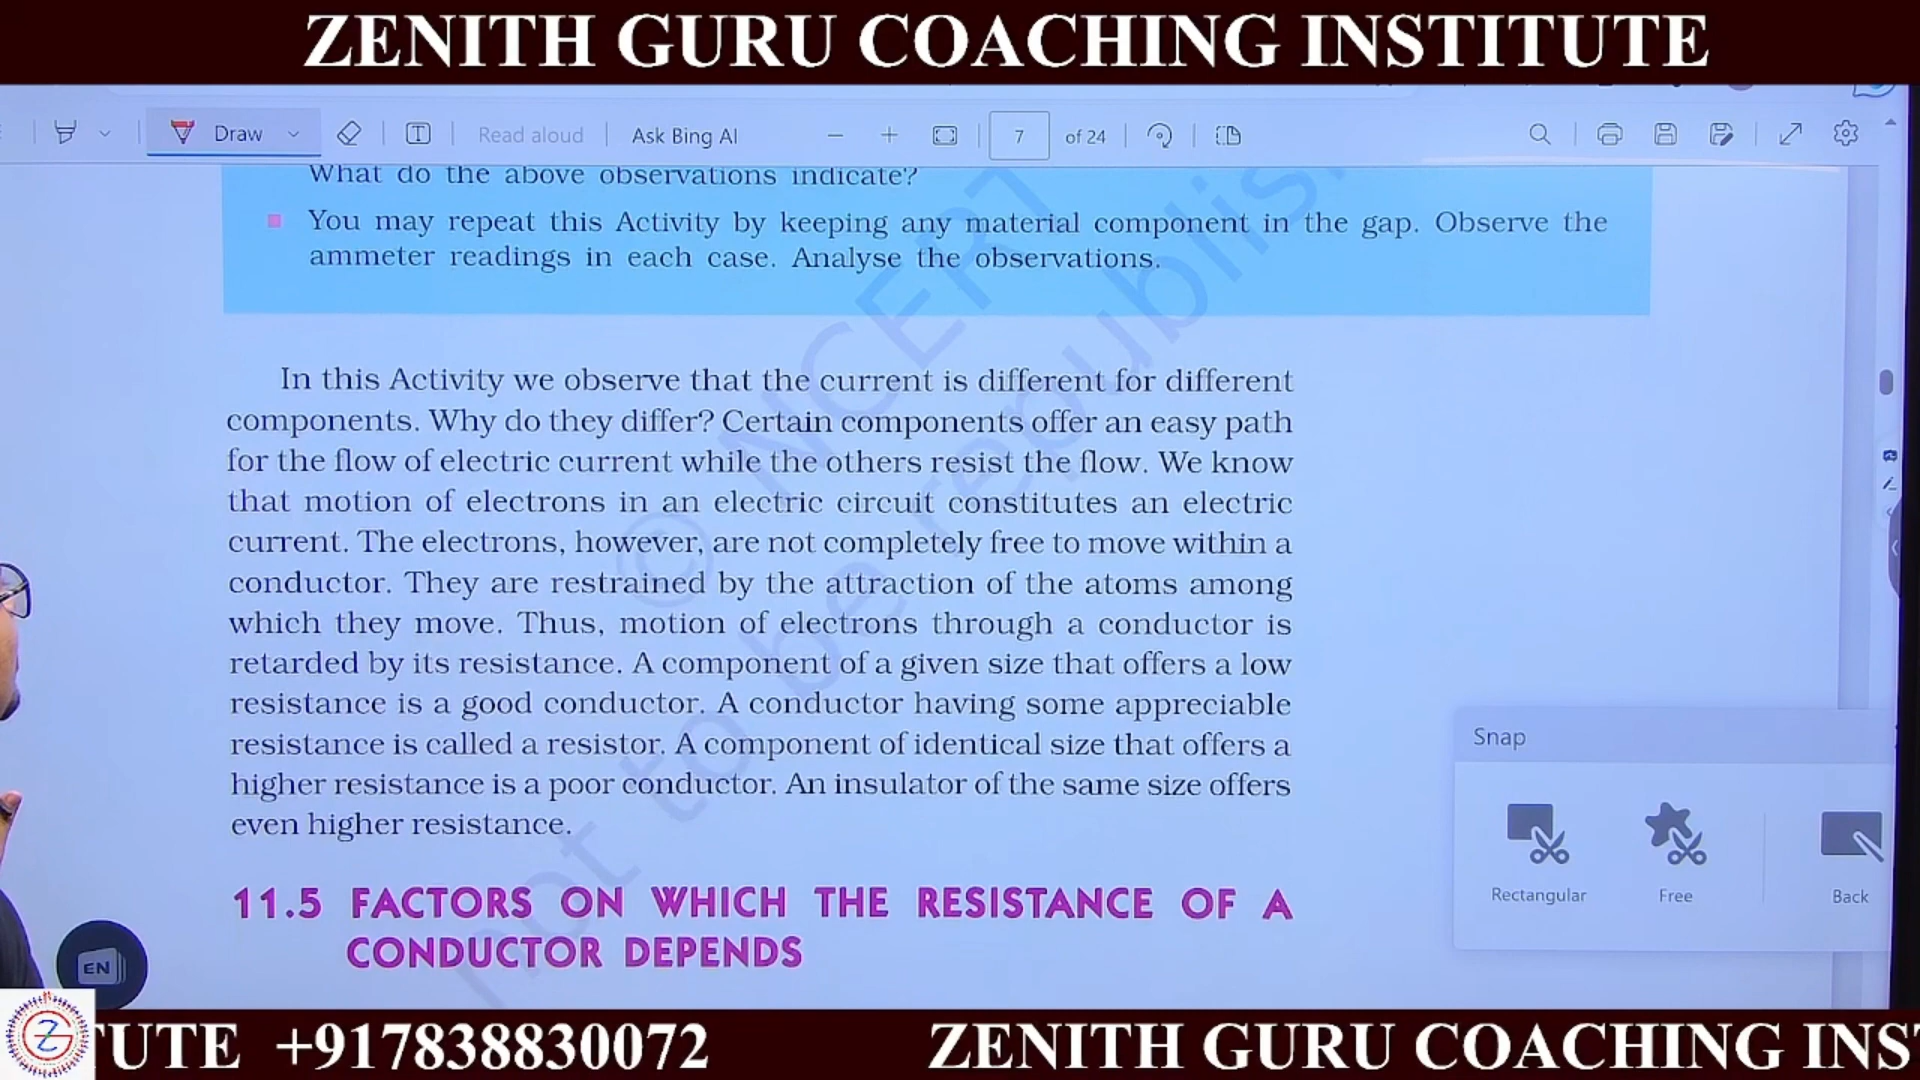 ZENITH GURU COACHING INSTITUTE
Draw
Read aloud
Ask Bing AI
7 of 24
What do the above observations indicate?
You may repeat this Activity by keeping any material component in the gap. Observe the
ammeter readings in each case. Analyse the observations.
In this Activity we observe that the current is different for different
components. Why do they differ? Certain components offer an easy path
for the flow of electric current while the others resist the flow. We know
that motion of electrons in an electric circuit constitutes an electric
current. The electrons, however, are not completely free to move within a
conductor. They are restrained by the attraction of the atoms among
which they move. Thus, motion of electrons through a conductor is
retarded by its resistance. A component of a given size that offers a low
resistance is a good conductor. A conductor having some appreciable
resistance is called a resistor. A component of identical size that offers a
higher resistance is a poor conductor. An insulator of the same size offers
even higher resistance.
11.5 FACTORS ON WHICH THE RESISTANCE OF A
CONDUCTOR DEPENDS
© NCERT
not to be republis
Snap
Rectangular
Free
Back
EN
ZG
TUTE +917838830072 ZENITH GURU COACHING INS